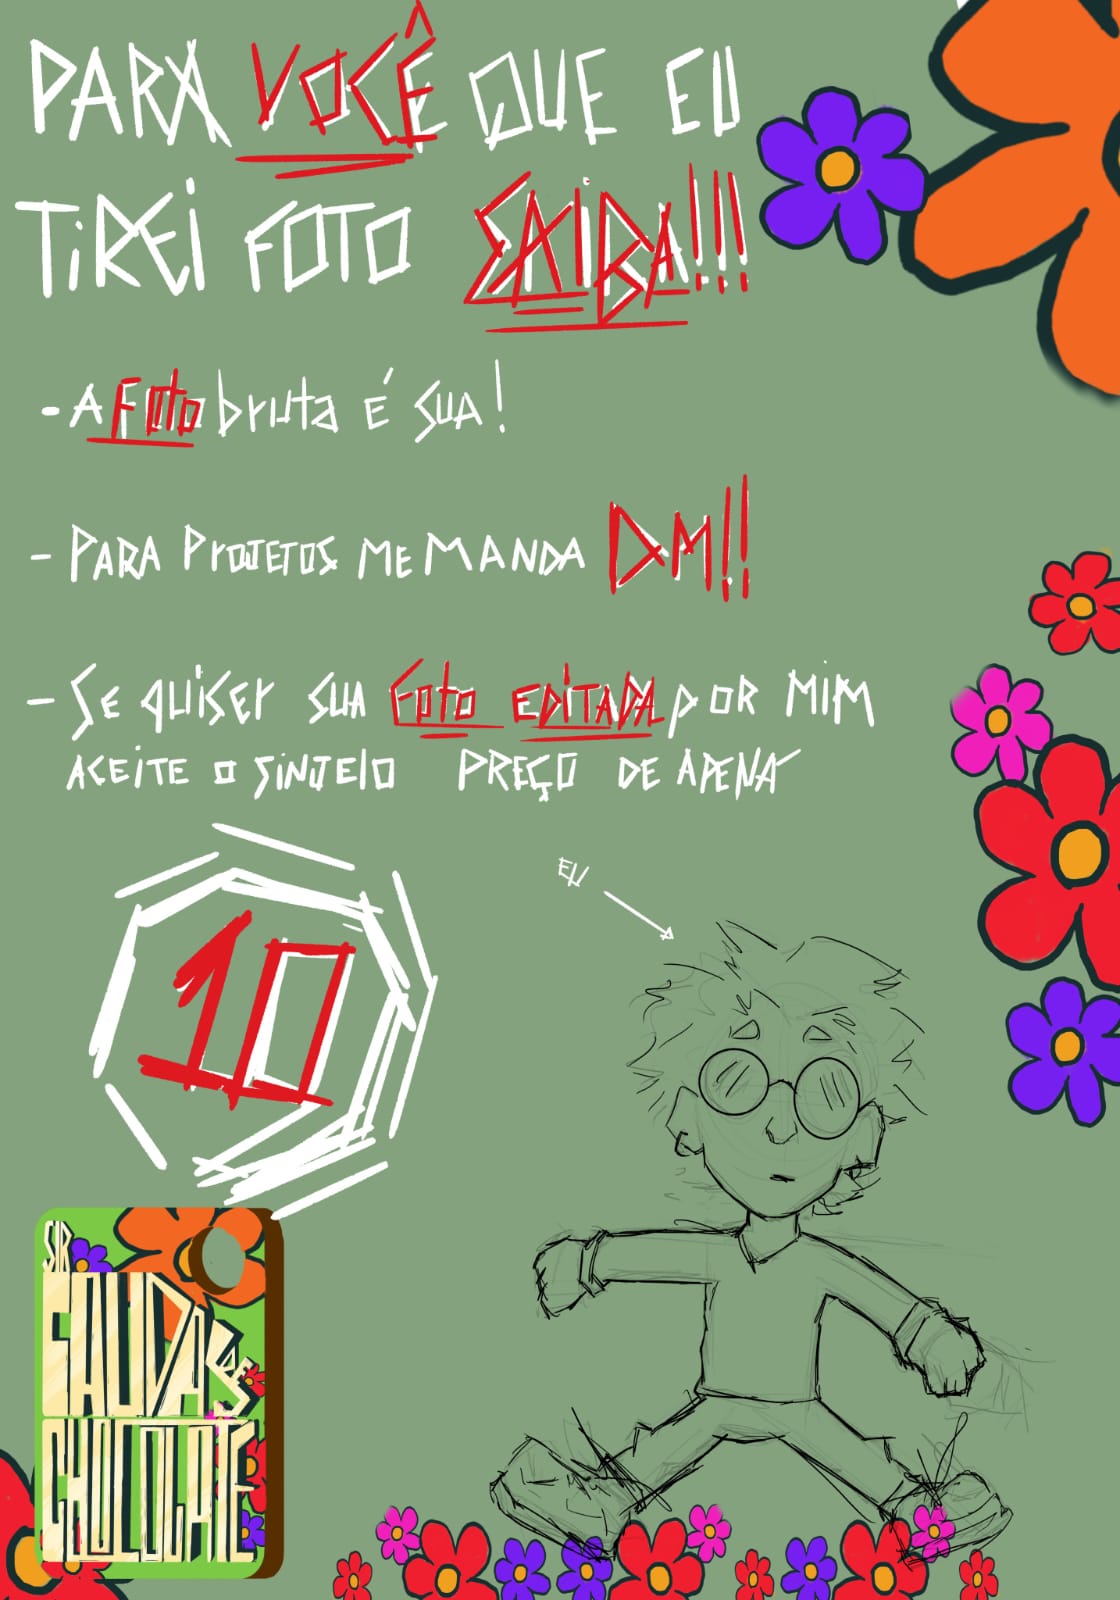 PARA VOCÊ QUE EU
TIREI FOTO SAIBA!!!
- A FOTO bruta É SUA!
- PARA PROJETOS ME MANDA DM!!
- SE QUISER SUA FOTO EDITADA POR MIM
ACEITE O SINJELO PREÇO DE APENA
10
EU
SIR
SAUDADES
CHOCOLATE